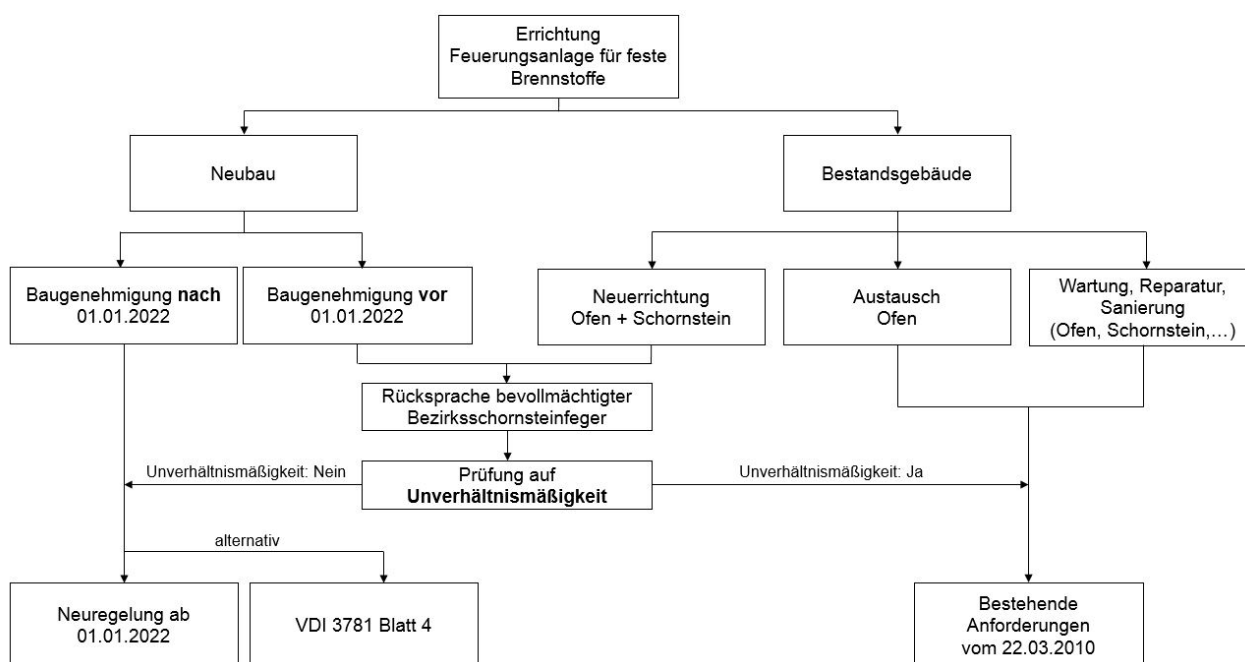 Errichtung
Feuerungsanlage für feste
Brennstoffe
Neubau
Bestandsgebäude
Baugenehmigung nach
01.01.2022
Baugenehmigung vor
01.01.2022
Neuerrichtung
Ofen + Schornstein
Austausch
Ofen
Wartung, Reparatur,
Sanierung
(Ofen, Schornstein,…)
Rücksprache bevollmächtigter
Bezirksschornsteinfeger
Unverhältnismäßigkeit: Nein
Prüfung auf
Unverhältnismäßigkeit
Unverhältnismäßigkeit: Ja
alternativ
Neuregelung ab
01.01.2022
VDI 3781 Blatt 4
Bestehende
Anforderungen
vom 22.03.2010